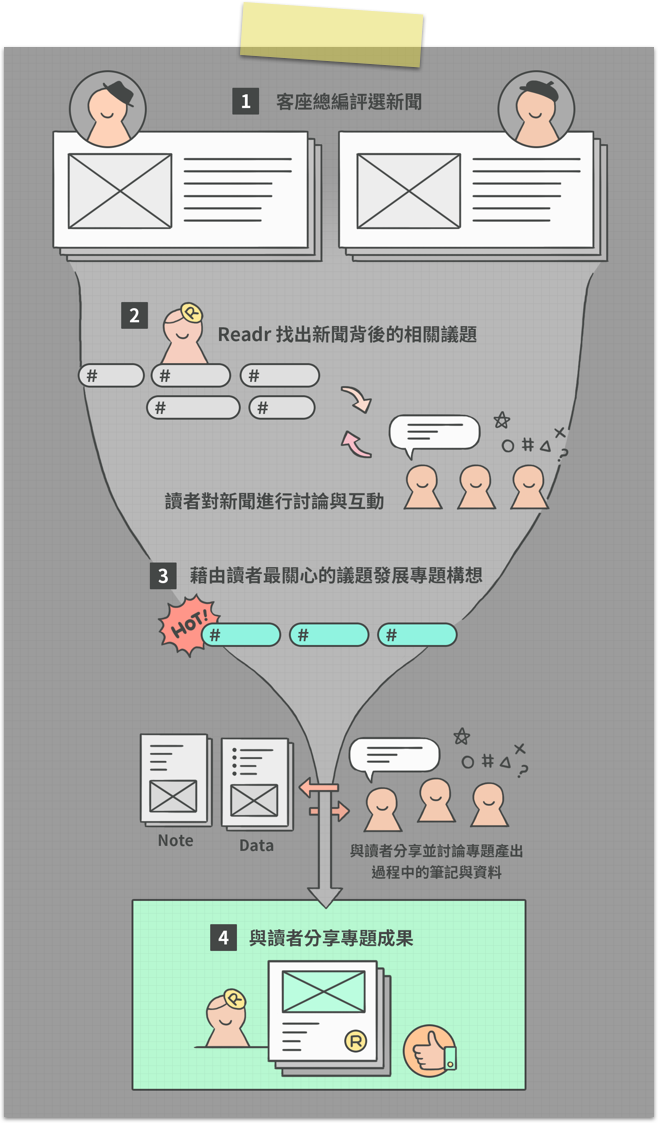 1 客座總編評選新聞
2
R
Readr 找出新聞背後的相關議題
# # #
# #
# ?
讀者對新聞進行討論與互動
3 藉由讀者最關心的議題發展專題構想
HOT!
# # #
# ?
Note
Data
與讀者分享並討論專題產出
過程中的筆記與資料
4 與讀者分享專題成果
R
R